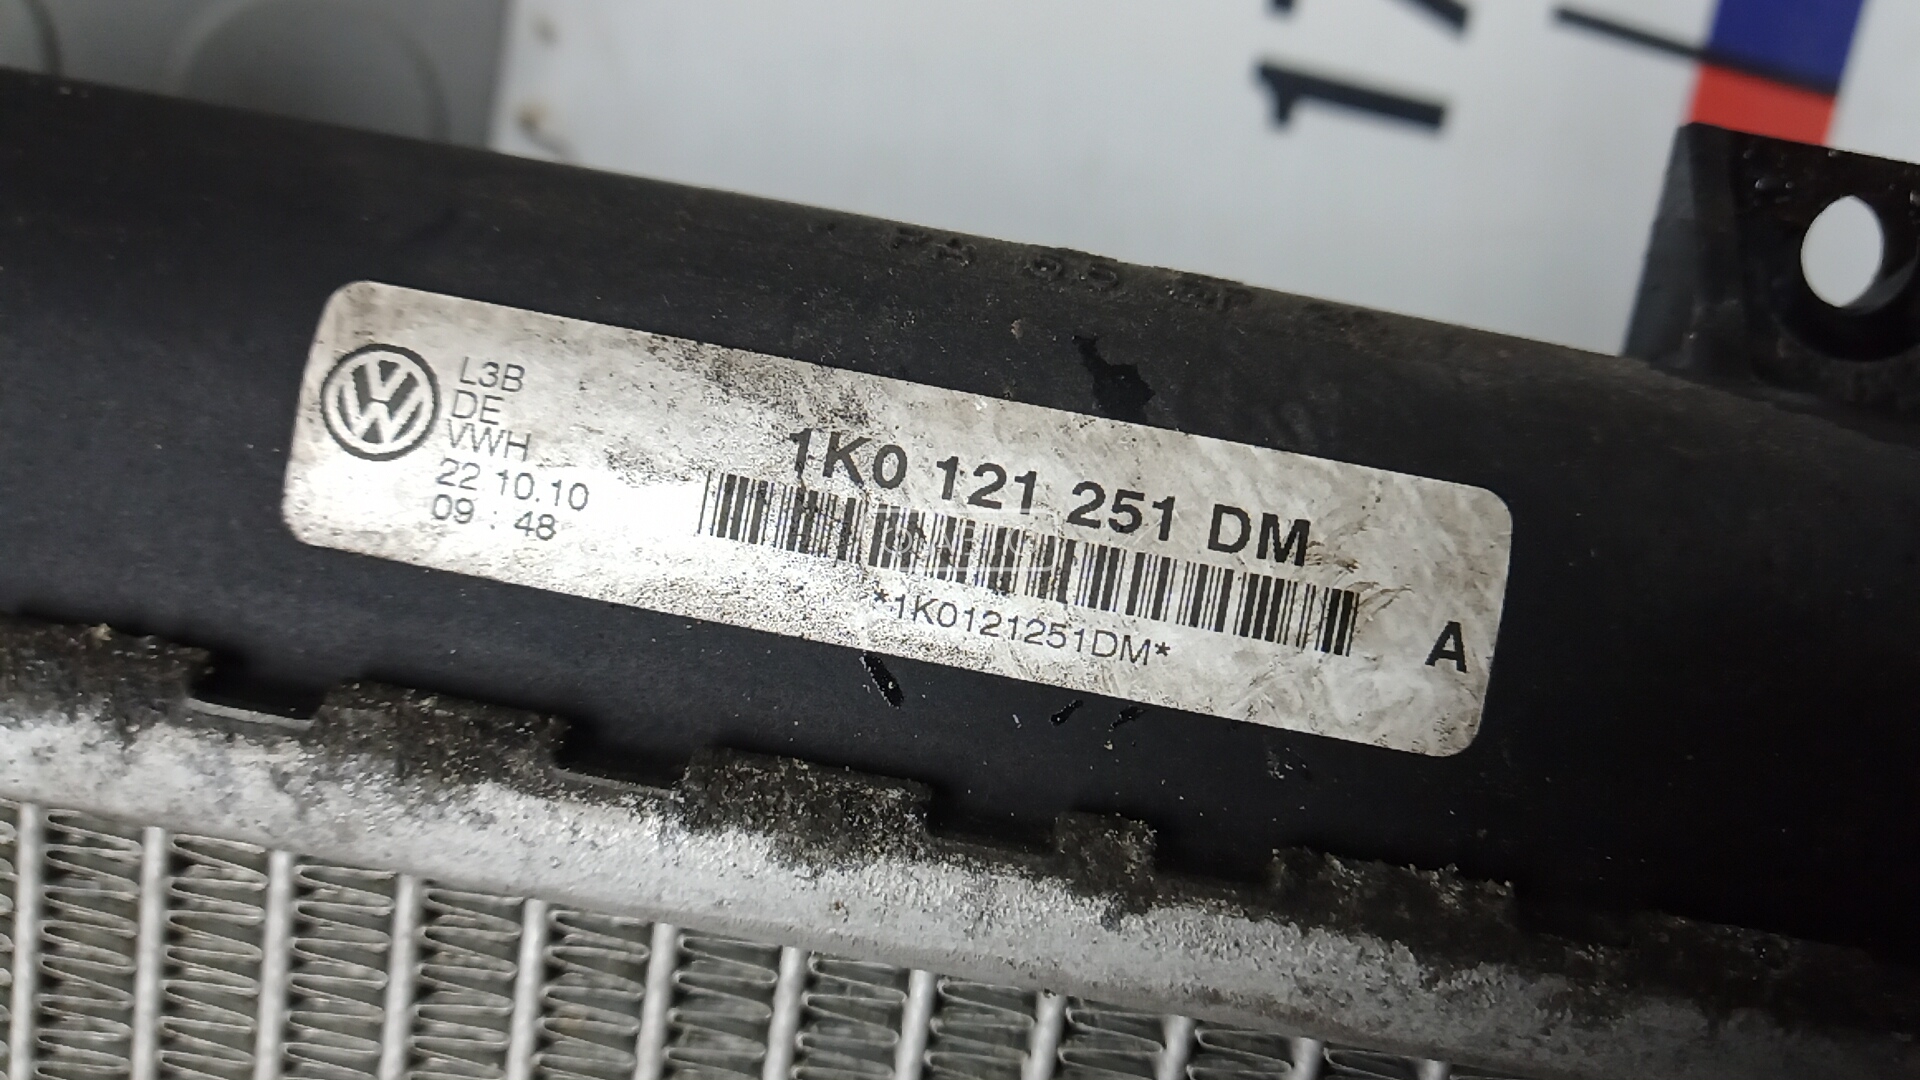 L3B
DE
VWH
22 10.10
09 : 48
1K0 121 251 DM
*1K0121251DM*
A